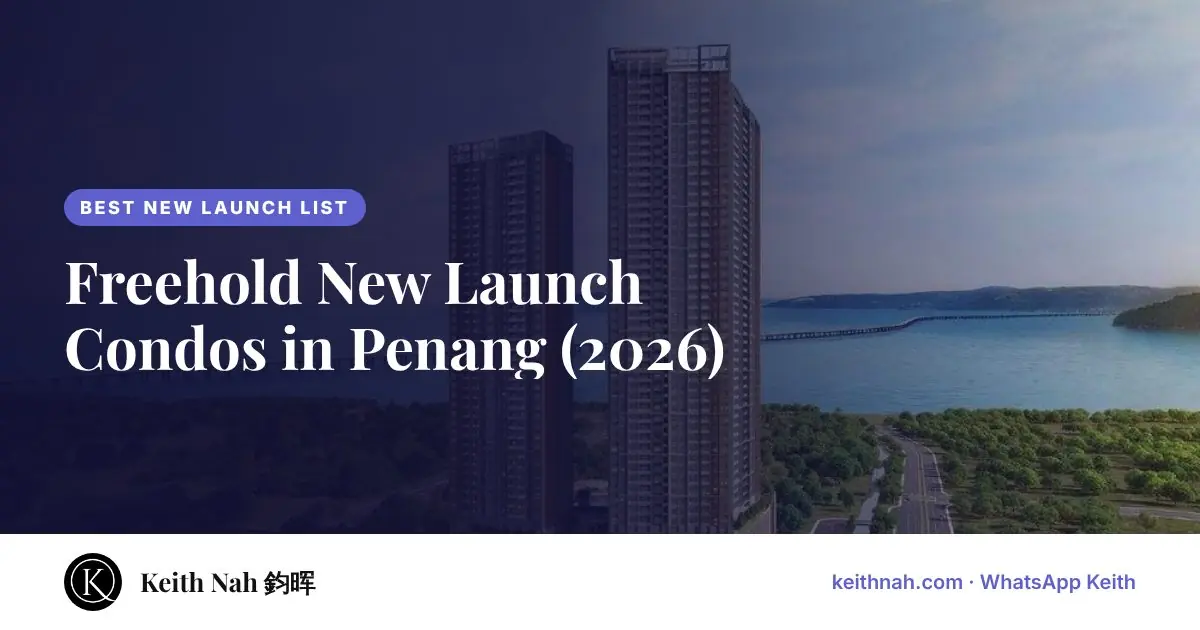 BEST NEW LAUNCH LIST
Freehold New Launch
Condos in Penang (2026)
K
Keith Nah 鈞晖
keithnah.com · WhatsApp Keith